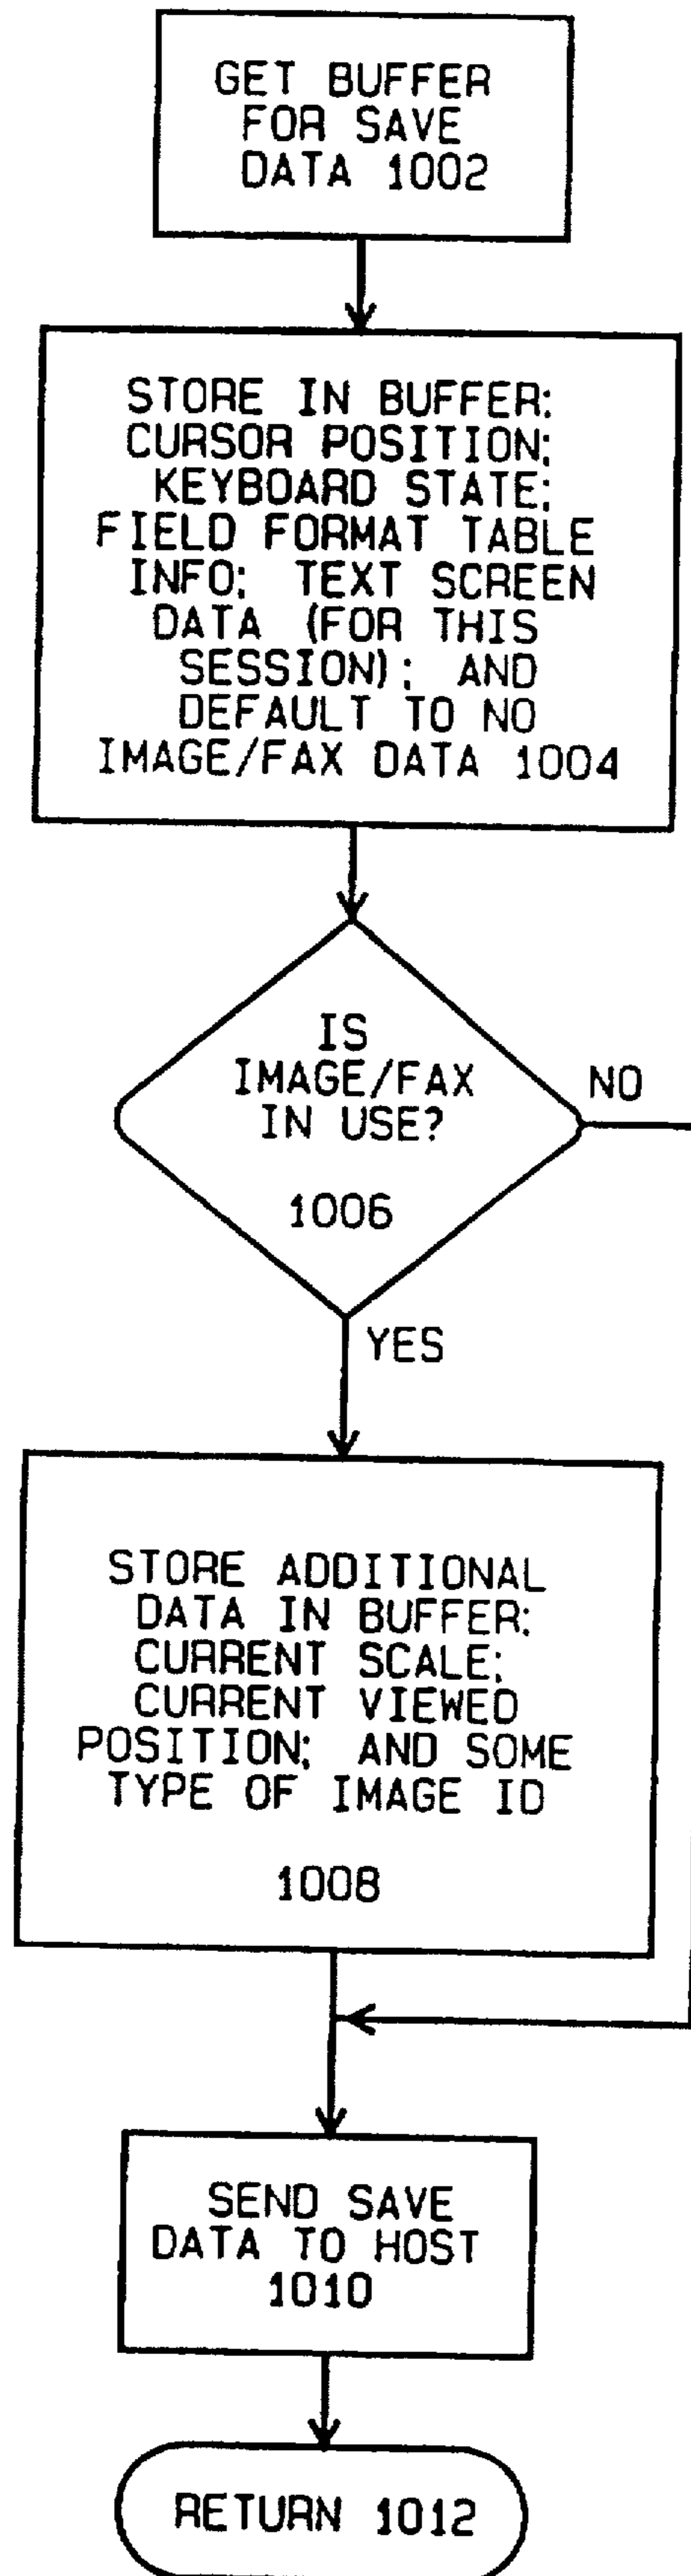 GET BUFFER
FOR SAVE
DATA 1002
STORE IN BUFFER:
CURSOR POSITION;
KEYBOARD STATE;
FIELD FORMAT TABLE
INFO; TEXT SCREEN
DATA (FOR THIS
SESSION); AND
DEFAULT TO NO
IMAGE/FAX DATA 1004
IS
IMAGE/FAX
IN USE?
1006
NO
YES
STORE ADDITIONAL
DATA IN BUFFER:
CURRENT SCALE;
CURRENT VIEWED
POSITION; AND SOME
TYPE OF IMAGE ID
1008
SEND SAVE
DATA TO HOST
1010
RETURN 1012